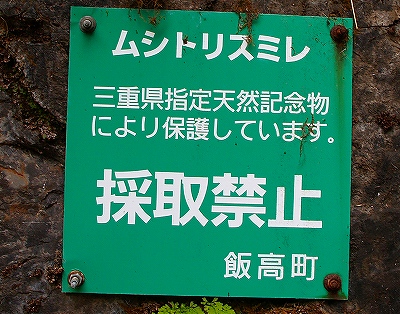 ムシトリスミレ
三重県指定天然記念物
により保護しています。
採取禁止
飯高町